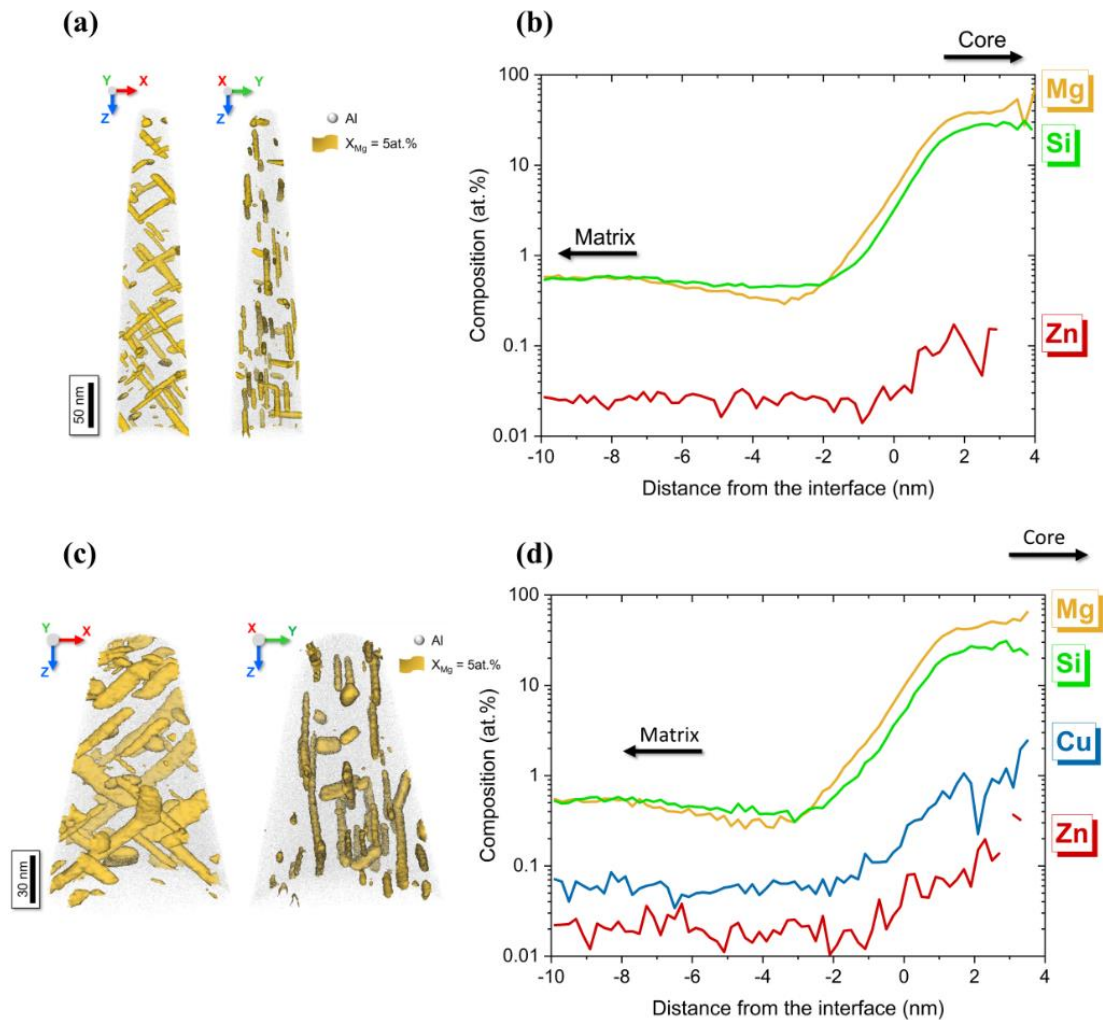 (a)
Y X
Z
X Y
Z
Al
X_Mg = 5at.%
50 nm
(b)
Core
Matrix
Mg
Si
Zn
Composition (at.%)
100
10
1
0.1
0.01
-10 -8 -6 -4 -2 0 2 4
Distance from the interface (nm)
(c)
Y X
Z
X Y
Z
Al
X_Mg = 5at.%
30 nm
(d)
Core
Matrix
Mg
Si
Cu
Zn
Composition (at.%)
100
10
1
0.1
0.01
-10 -8 -6 -4 -2 0 2 4
Distance from the interface (nm)